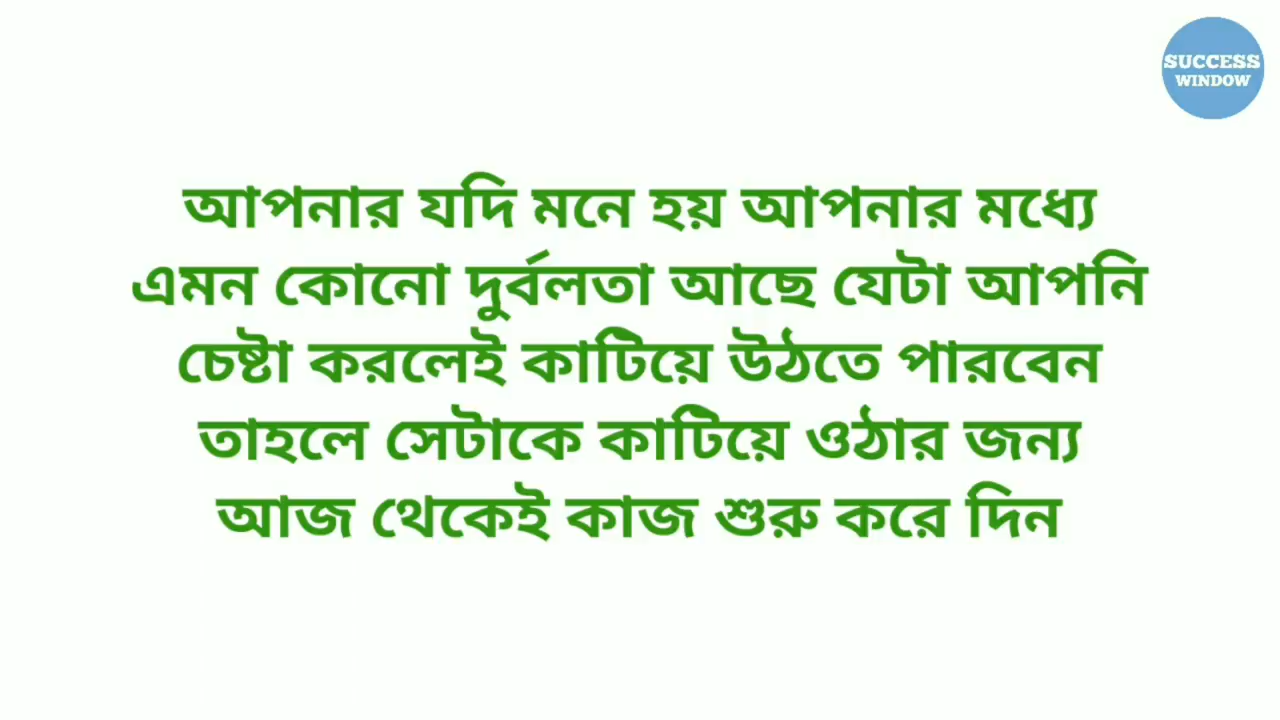 SUCCESS
WINDOW
আপনার যদি মনে হয় আপনার মধ্যে
এমন কোনো দুর্বলতা আছে যেটা আপনি
চেষ্টা করলেই কাটিয়ে উঠতে পারবেন
তাহলে সেটাকে কাটিয়ে ওঠার জন্য
আজ থেকেই কাজ শুরু করে দিন